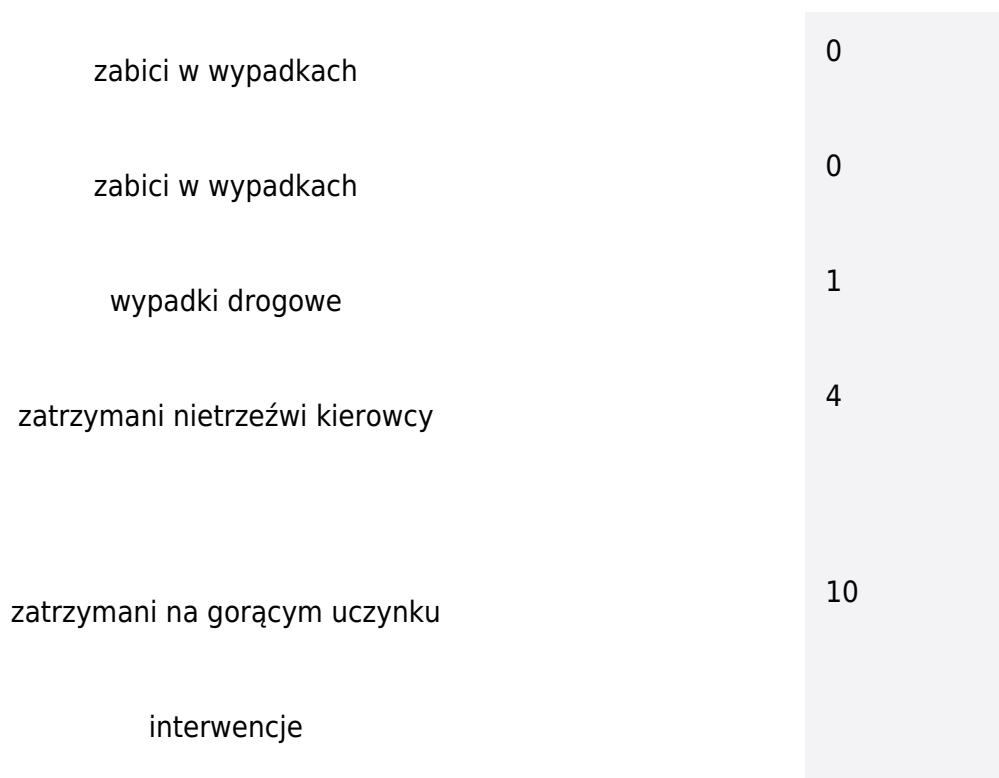 zabici w wypadkach 0
zabici w wypadkach 0
wypadki drogowe 1
zatrzymani nietrzeźwi kierowcy 4
zatrzymani na gorącym uczynku 10
interwencje